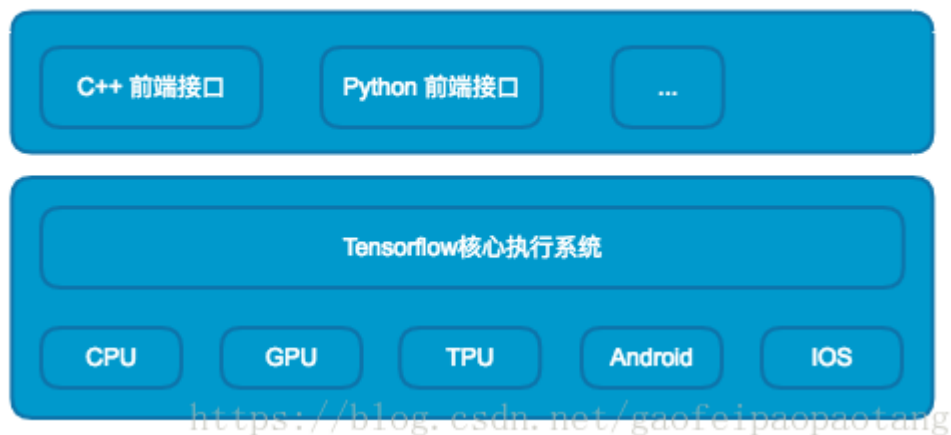 C++ 前端接口
Python 前端接口
...
Tensorflow核心执行系统
CPU
GPU
TPU
Android
IOS
https://blog.csdn.net/gaofeipaopaotang